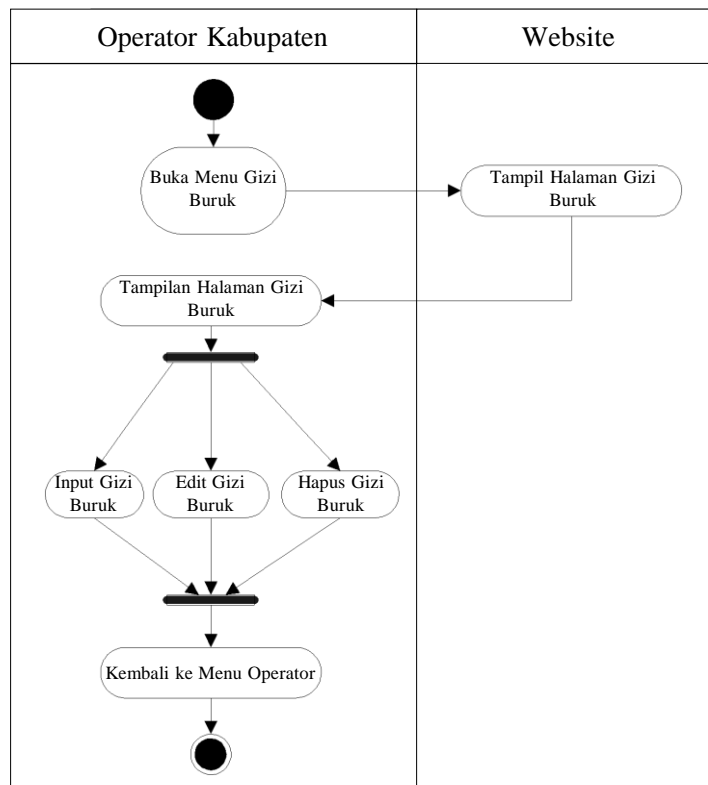 Operator Kabupaten
Website
Buka Menu Gizi
Buruk
Tampil Halaman Gizi
Buruk
Tampilan Halaman Gizi
Buruk
Input Gizi
Buruk
Edit Gizi
Buruk
Hapus Gizi
Buruk
Kembali ke Menu Operator